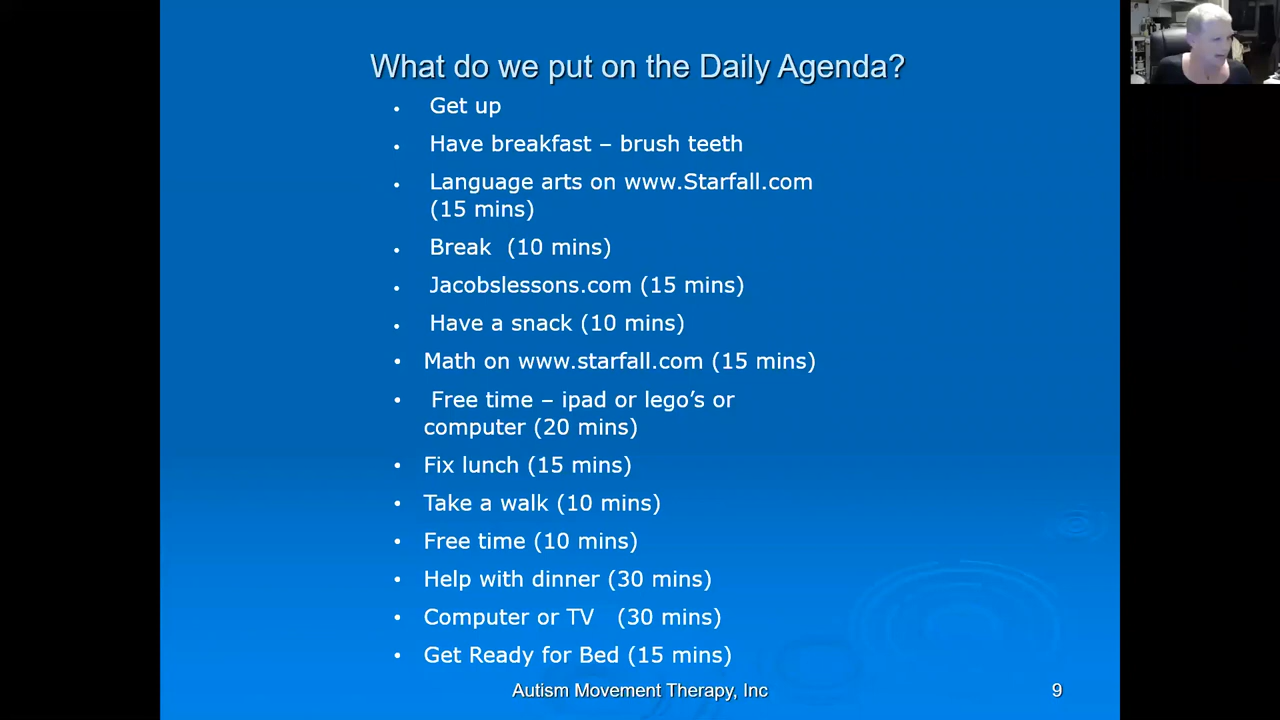 What do we put on the Daily Agenda?
• Get up
• Have breakfast – brush teeth
• Language arts on www.Starfall.com
(15 mins)
• Break (10 mins)
• Jacobslessons.com (15 mins)
• Have a snack (10 mins)
• Math on www.starfall.com (15 mins)
• Free time – ipad or lego’s or
computer (20 mins)
• Fix lunch (15 mins)
• Take a walk (10 mins)
• Free time (10 mins)
• Help with dinner (30 mins)
• Computer or TV (30 mins)
• Get Ready for Bed (15 mins)
Autism Movement Therapy, Inc
9